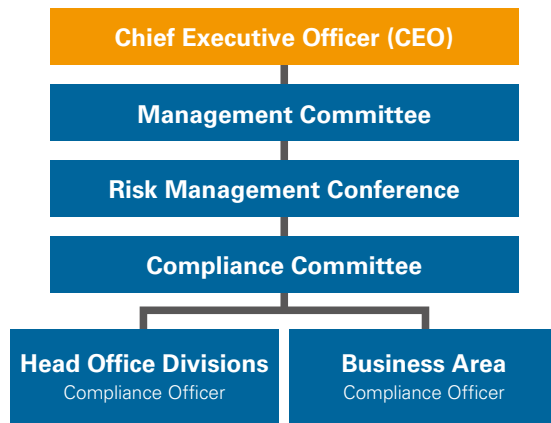 Chief Executive Officer (CEO)
Management Committee
Risk Management Conference
Compliance Committee
Head Office Divisions
Compliance Officer
Business Area
Compliance Officer